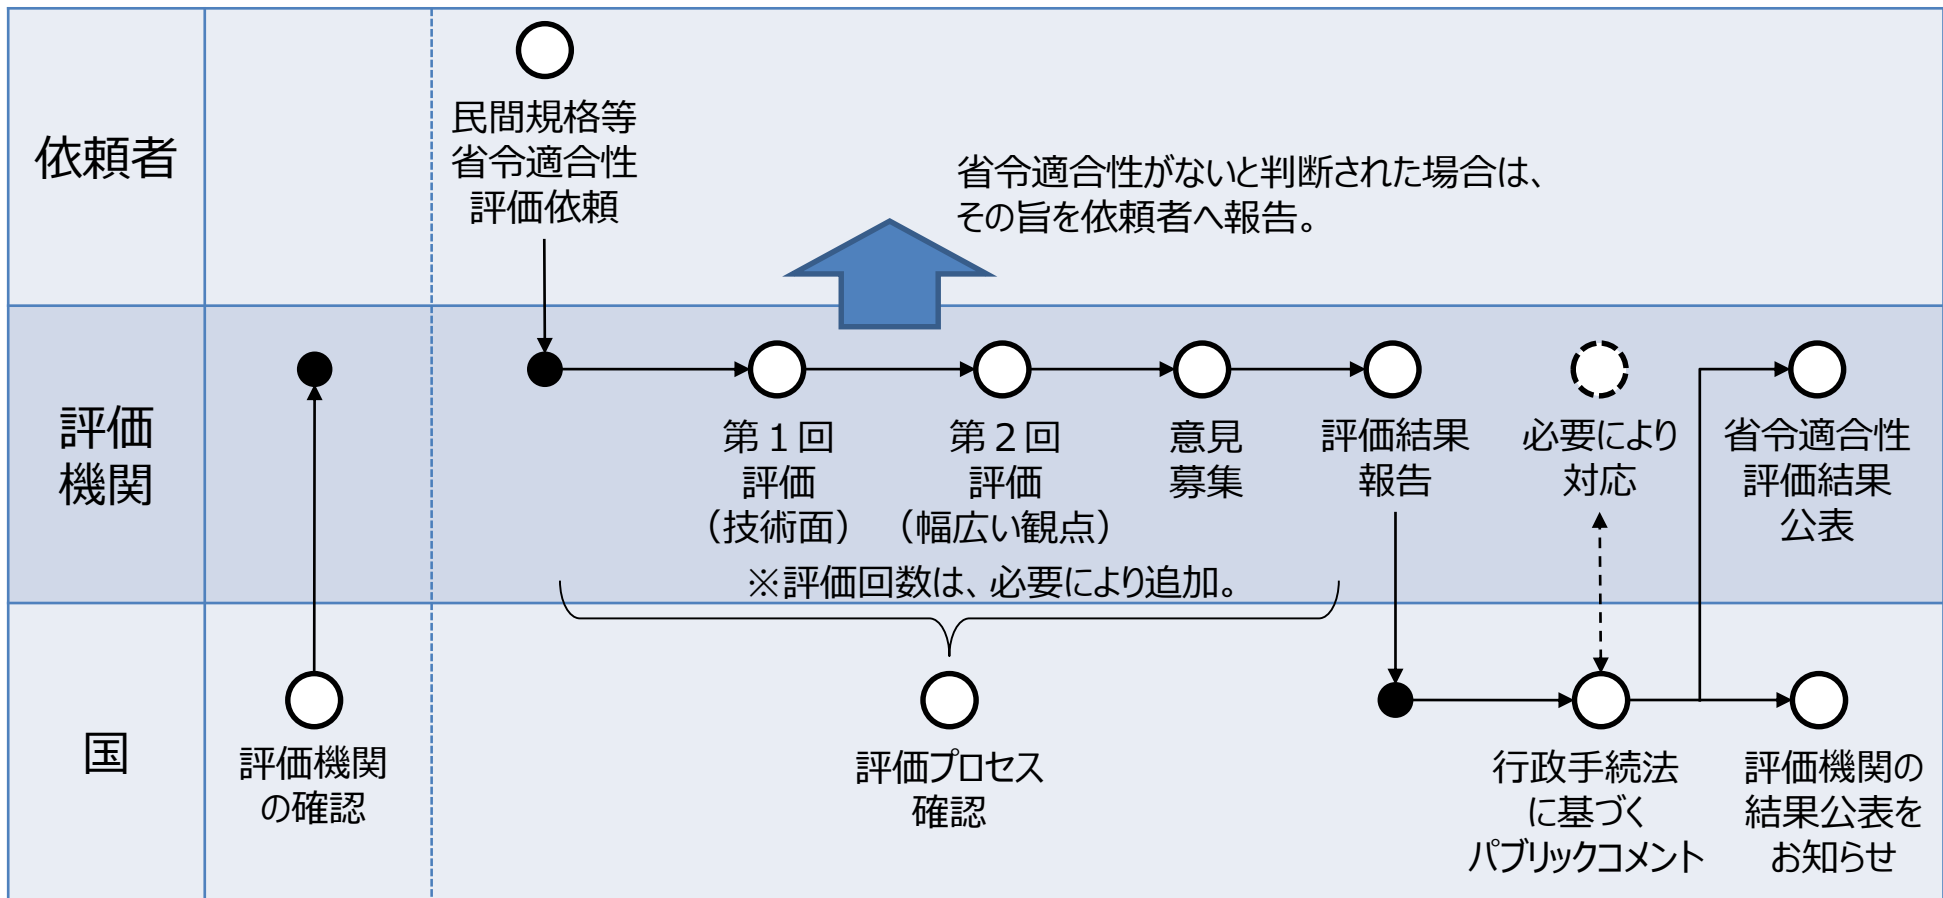 依頼者
民間規格等
省令適合性
評価依頼
省令適合性がないと判断された場合は、
その旨を依頼者へ報告。
評価
機関
第１回
評価
（技術面）
第２回
評価
（幅広い観点）
意見
募集
評価結果
報告
必要により
対応
省令適合性
評価結果
公表
※評価回数は、必要により追加。
国
評価機関
の確認
評価プロセス
確認
行政手続法
に基づく
パブリックコメント
評価機関の
結果公表を
お知らせ